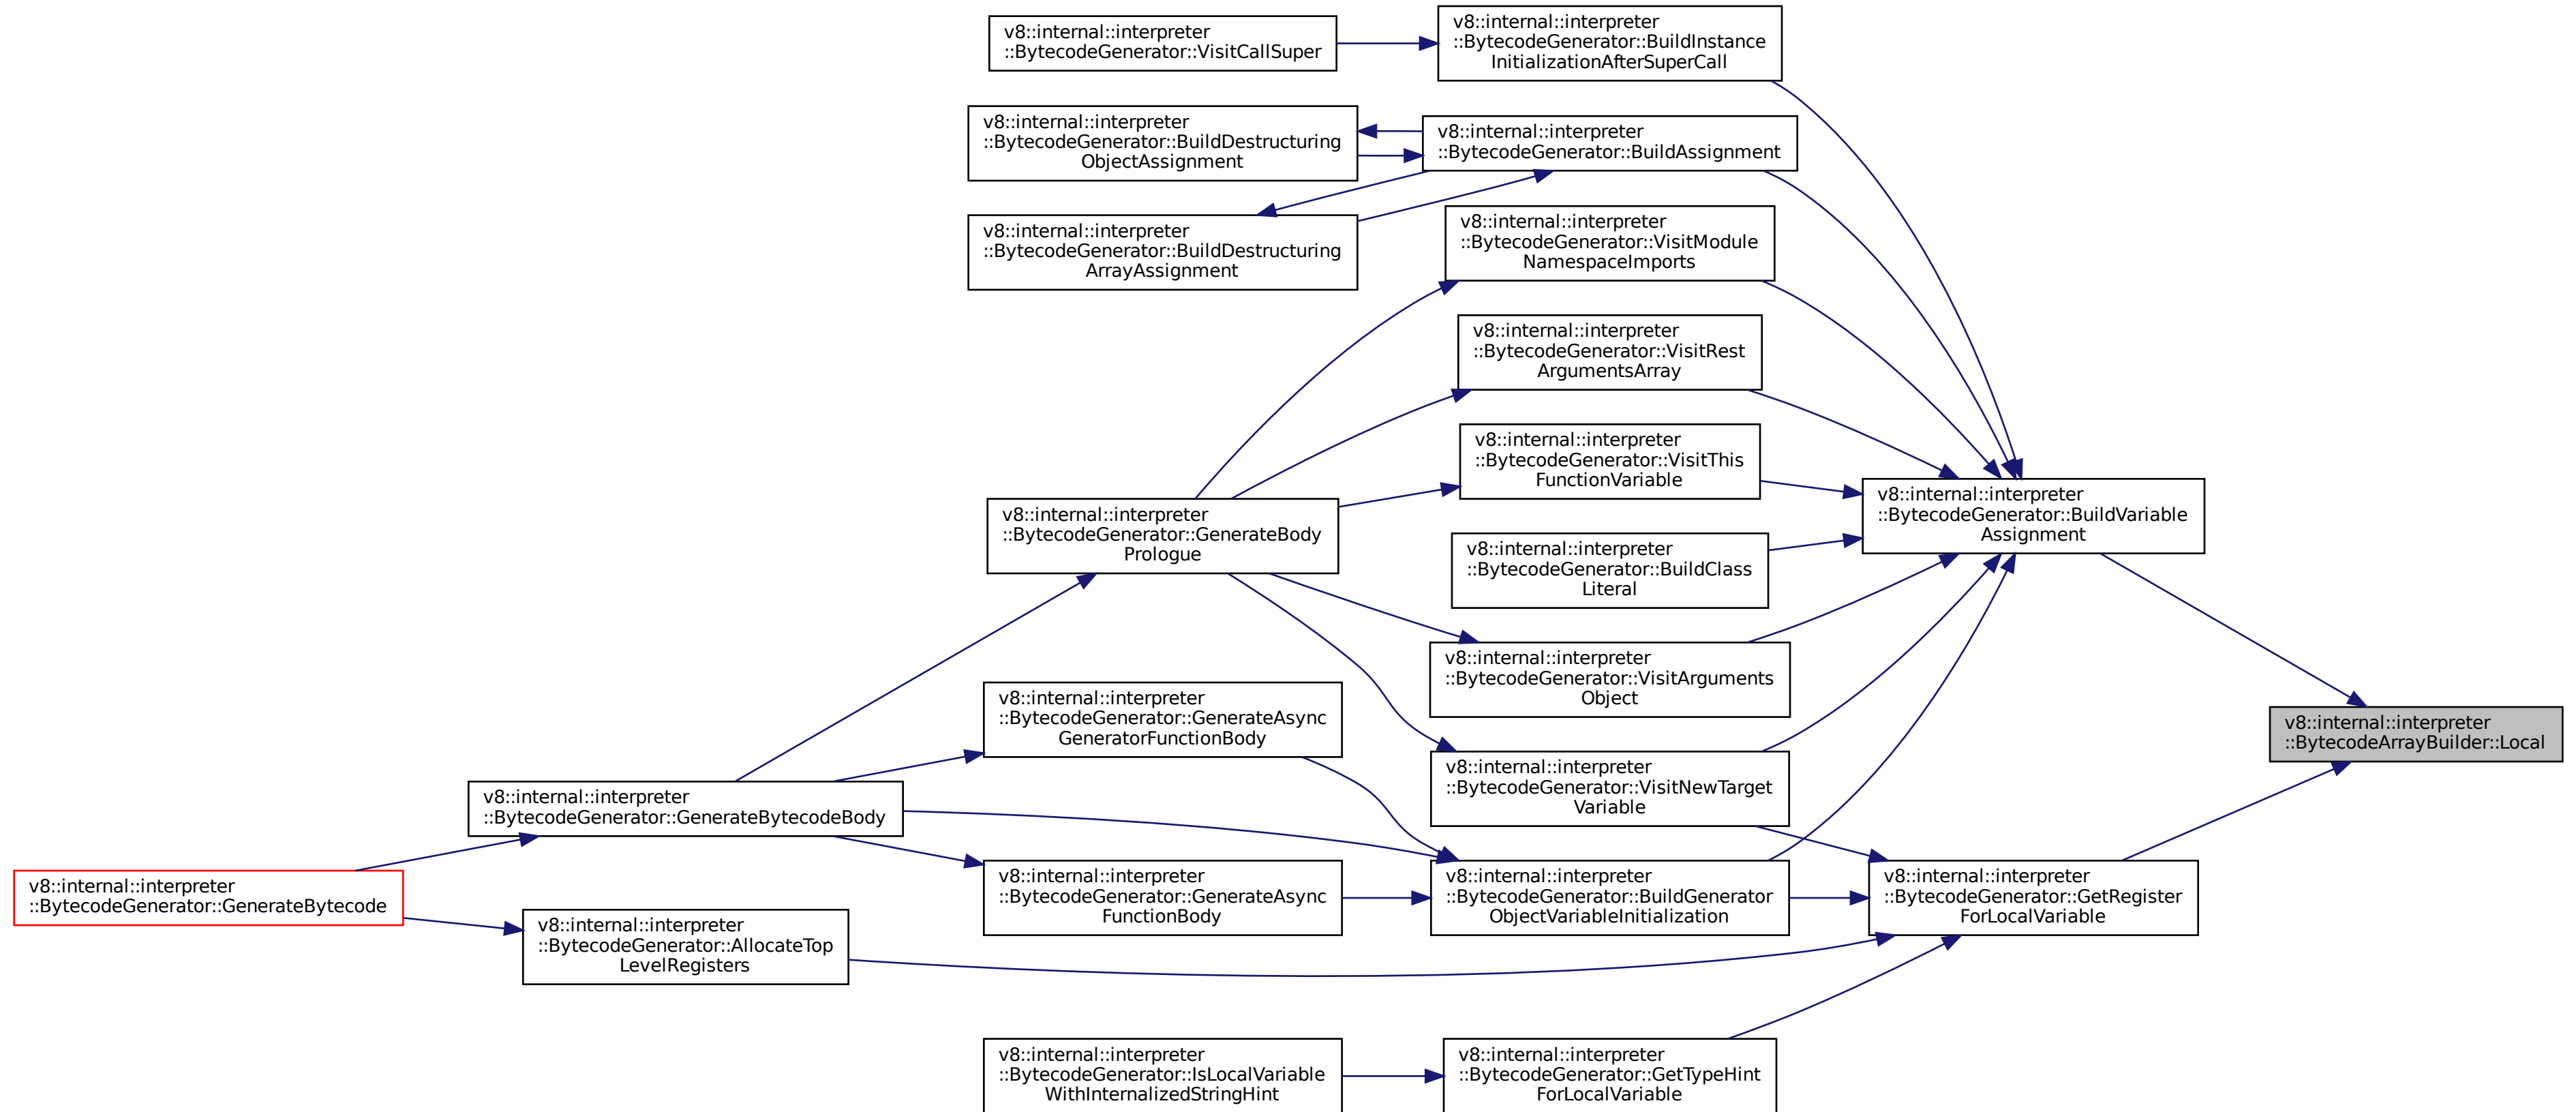 v8::internal::interpreter
::BytecodeGenerator::VisitCallSuper
v8::internal::interpreter
::BytecodeGenerator::BuildInstance
InitializationAfterSuperCall
v8::internal::interpreter
::BytecodeGenerator::BuildDestructuring
ObjectAssignment
v8::internal::interpreter
::BytecodeGenerator::BuildAssignment
v8::internal::interpreter
::BytecodeGenerator::BuildDestructuring
ArrayAssignment
v8::internal::interpreter
::BytecodeGenerator::VisitModule
NamespaceImports
v8::internal::interpreter
::BytecodeGenerator::VisitRest
ArgumentsArray
v8::internal::interpreter
::BytecodeGenerator::VisitThis
FunctionVariable
v8::internal::interpreter
::BytecodeGenerator::GenerateBody
Prologue
v8::internal::interpreter
::BytecodeGenerator::BuildVariable
Assignment
v8::internal::interpreter
::BytecodeGenerator::BuildClass
Literal
v8::internal::interpreter
::BytecodeGenerator::VisitArguments
Object
v8::internal::interpreter
::BytecodeGenerator::GenerateAsync
GeneratorFunctionBody
v8::internal::interpreter
::BytecodeArrayBuilder::Local
v8::internal::interpreter
::BytecodeGenerator::VisitNewTarget
Variable
v8::internal::interpreter
::BytecodeGenerator::GenerateBytecodeBody
v8::internal::interpreter
::BytecodeGenerator::GenerateBytecode
v8::internal::interpreter
::BytecodeGenerator::GenerateAsync
FunctionBody
v8::internal::interpreter
::BytecodeGenerator::BuildGenerator
ObjectVariableInitialization
v8::internal::interpreter
::BytecodeGenerator::GetRegister
ForLocalVariable
v8::internal::interpreter
::BytecodeGenerator::AllocateTop
LevelRegisters
v8::internal::interpreter
::BytecodeGenerator::IsLocalVariable
WithInternalizedStringHint
v8::internal::interpreter
::BytecodeGenerator::GetTypeHint
ForLocalVariable